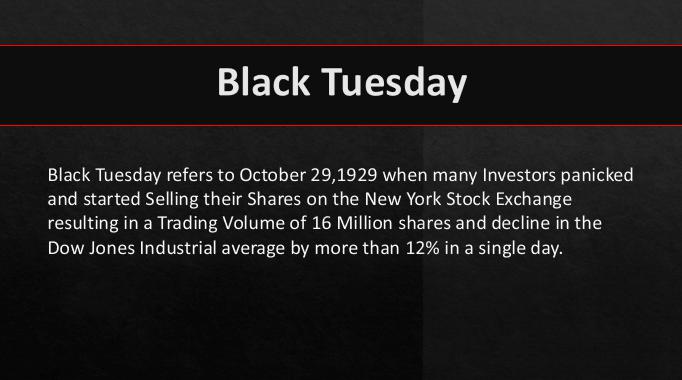 Black Tuesday
Black Tuesday refers to October 29,1929 when many Investors panicked
and started Selling their Shares on the New York Stock Exchange
resulting in a Trading Volume of 16 Million shares and decline in the
Dow Jones Industrial average by more than 12% in a single day.